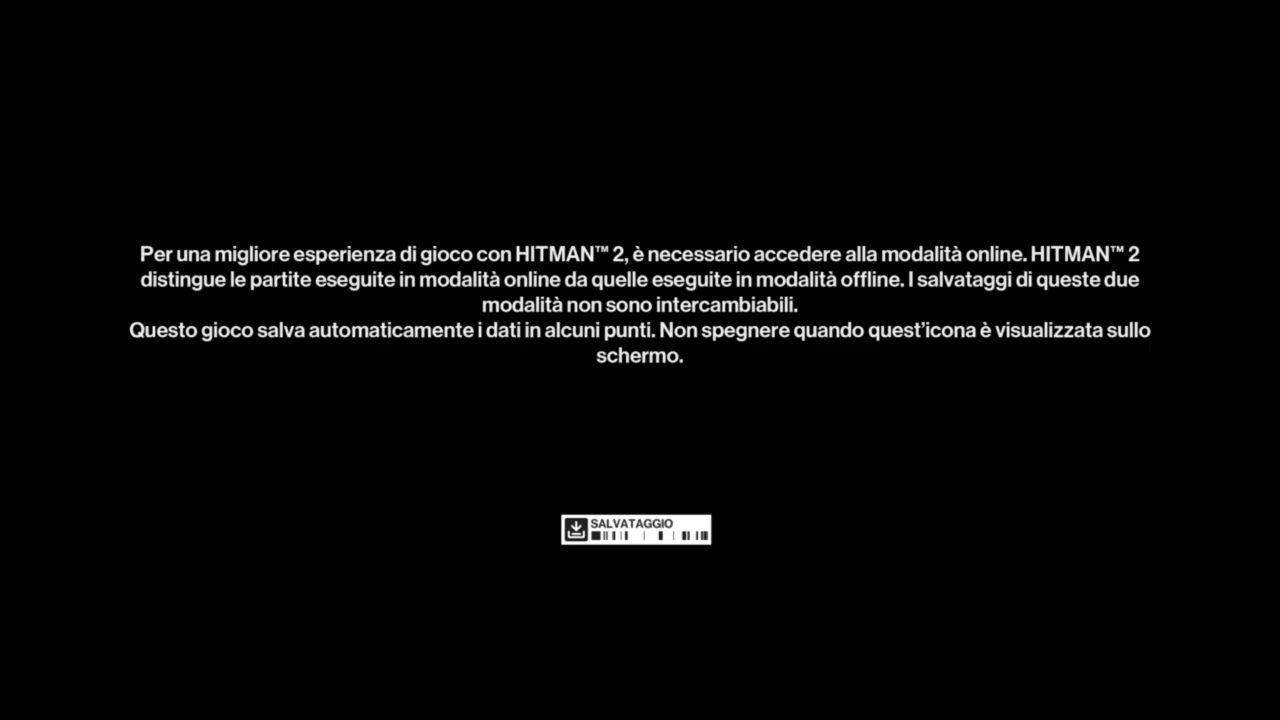 Per una migliore esperienza di gioco con HITMAN™ 2, è necessario accedere alla modalità online. HITMAN™ 2
distingue le partite eseguite in modalità online da quelle eseguite in modalità offline. I salvataggi di queste due
modalità non sono intercambiabili.
Questo gioco salva automaticamente i dati in alcuni punti. Non spegnere quando quest’icona è visualizzata sullo
schermo.
SALVATAGGIO